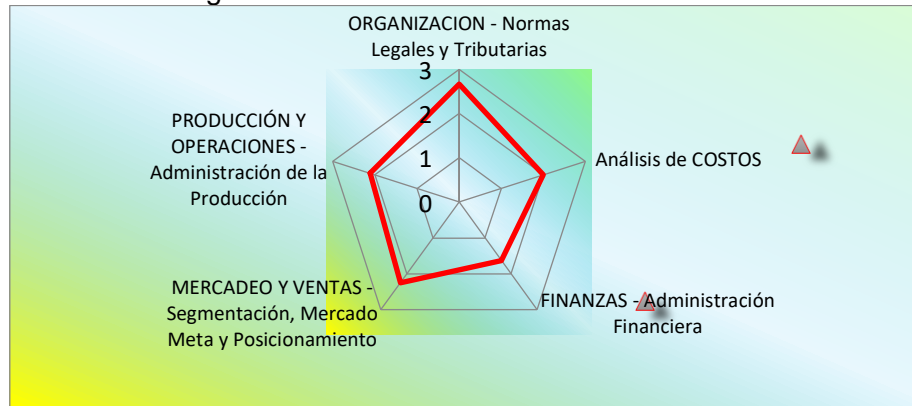 ORGANIZACION - Normas
Legales y Tributarias
3
2
1
0
Análisis de COSTOS
FINANZAS - Administración
Financiera
MERCADEO Y VENTAS -
Segmentación, Mercado
Meta y Posicionamiento
PRODUCCIÓN Y
OPERACIONES -
Administración de la
Producción